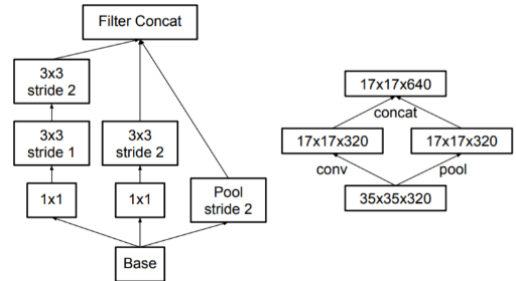 Filter Concat
3x3
stride 2
3x3
stride 1
3x3
stride 2
1x1
1x1
Pool
stride 2
Base
17x17x640
concat
17x17x320
17x17x320
conv
pool
35x35x320